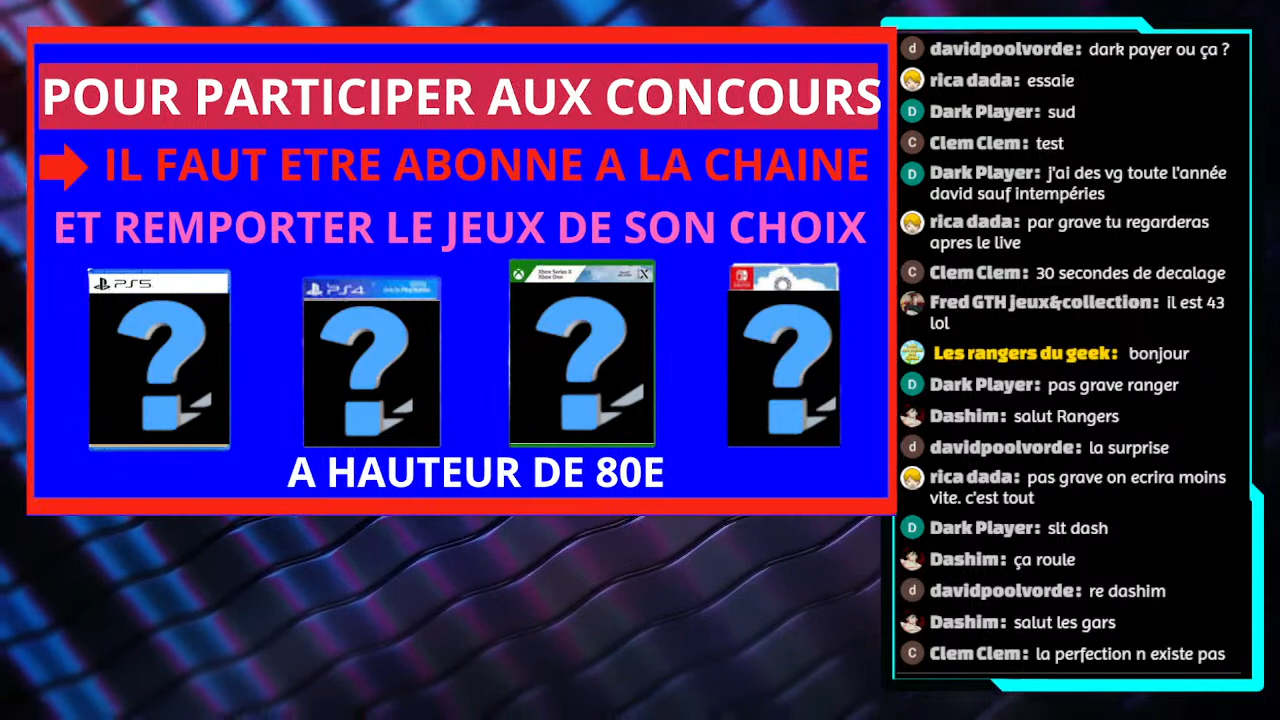 POUR PARTICIPER AUX CONCOURS
IL FAUT ETRE ABONNE A LA CHAINE
ET REMPORTER LE JEUX DE SON CHOIX
PS5
PS4
Xbox Series X
Xbox One
X
?
?
?
?
A HAUTEUR DE 80E
d davidpoolvorde: dark payer ou ça ?
rica dada: essaie
D Dark Player: sud
C Clem Clem: test
D Dark Player: j'ai des vg toute l'année
david sauf intempéries
rica dada: par grave tu regarderas
apres le live
C Clem Clem: 30 secondes de decalage
Fred GTH jeux&collection: il est 43
lol
Les rangers du geek: bonjour
D Dark Player: pas grave ranger
Dashim: salut Rangers
d davidpoolvorde: la surprise
rica dada: pas grave on ecrira moins
vite. c'est tout
D Dark Player: slt dash
Dashim: ça roule
d davidpoolvorde: re dashim
Dashim: salut les gars
C Clem Clem: la perfection n existe pas